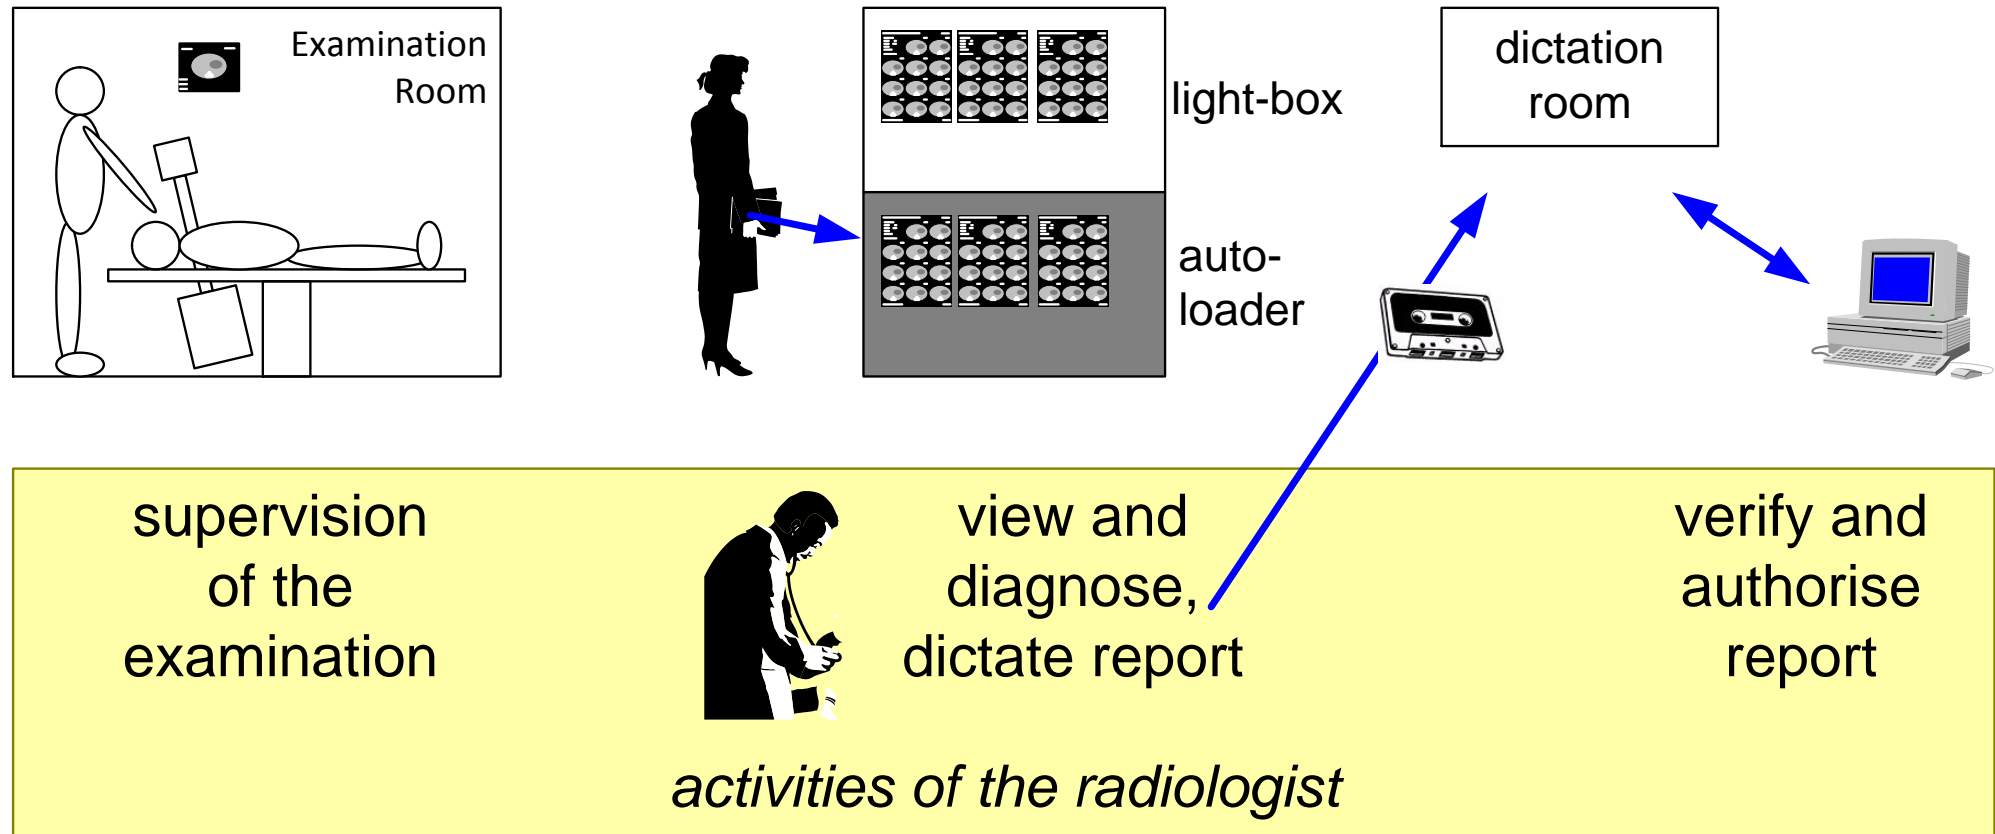 Examination
Room
light-box
auto-
loader
dictation
room
supervision
of the
examination
view and
diagnose,
dictate report
verify and
authorise
report
activities of the radiologist